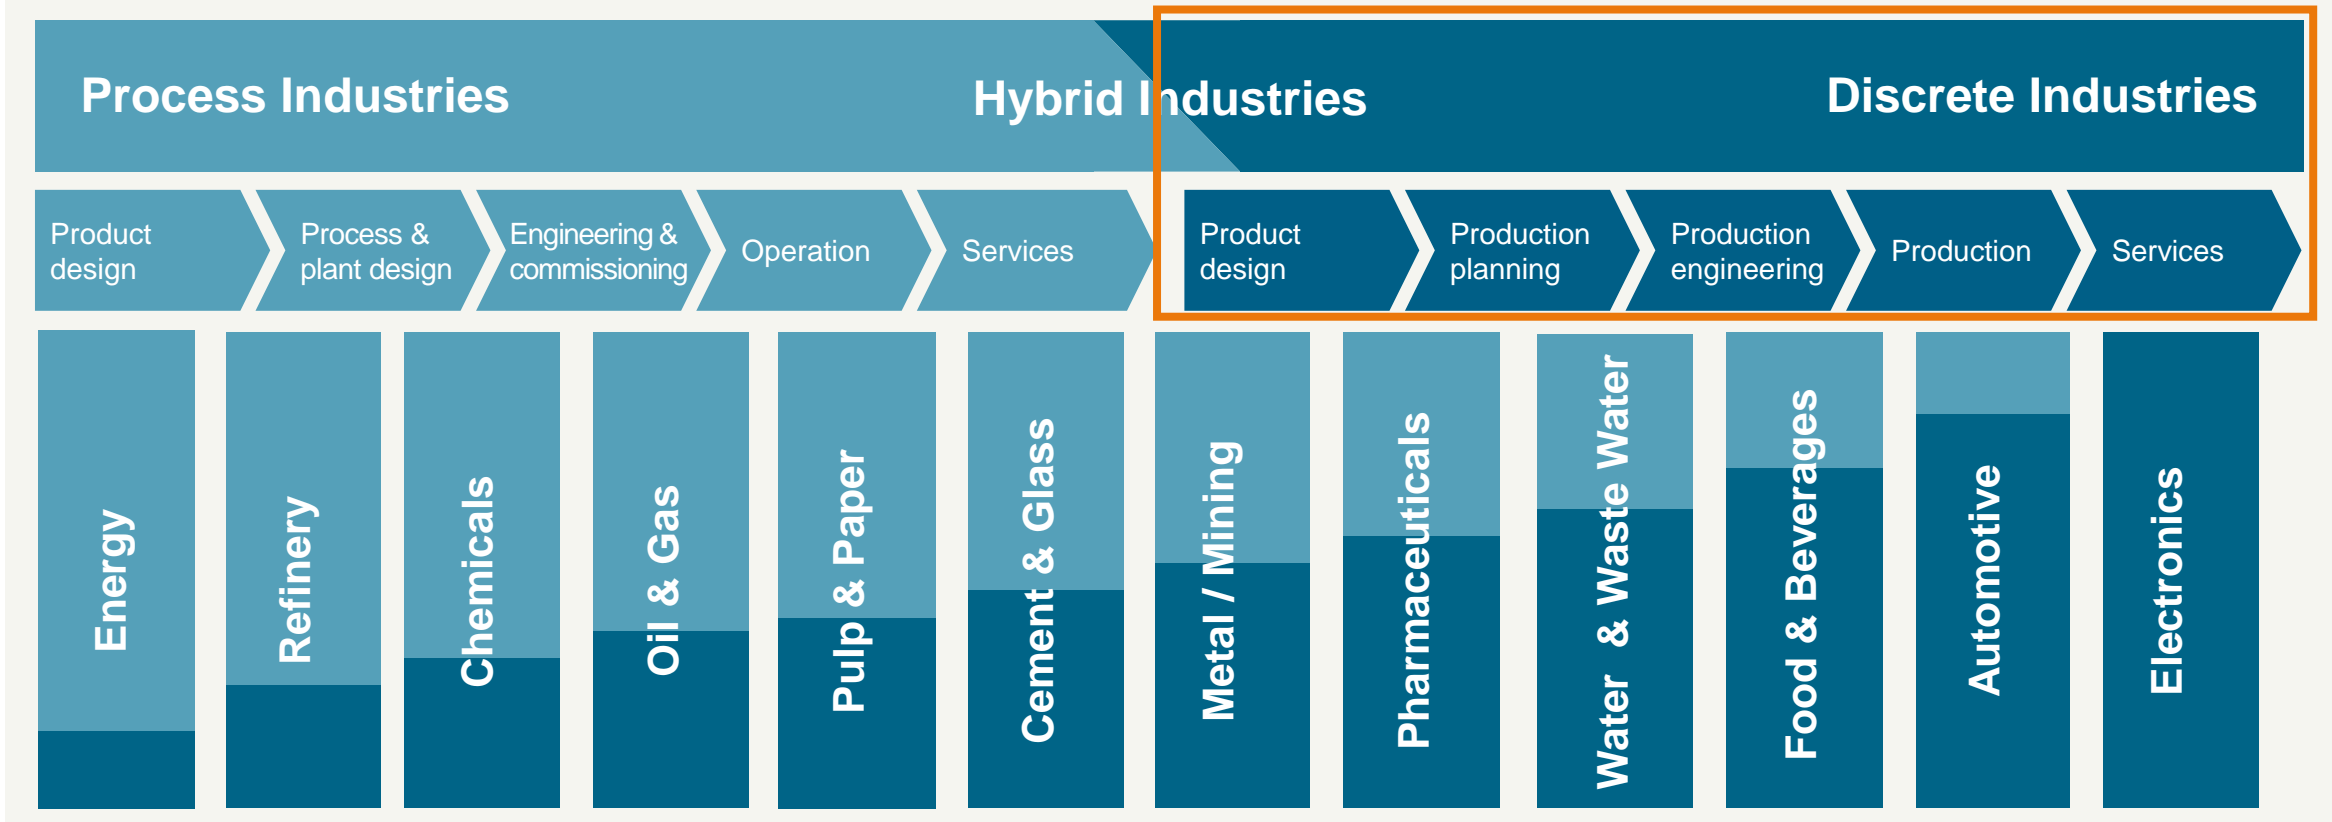 Process Industries
Hybrid Industries
Discrete Industries
Product
design
Process &
plant design
Engineering &
commissioning
Operation
Services
Product
design
Production
planning
Production
engineering
Production
Services
Energy
Refinery
Chemicals
Oil & Gas
Pulp & Paper
Cement & Glass
Metal / Mining
Pharmaceuticals
Water & Waste Water
Food & Beverages
Automotive
Electronics